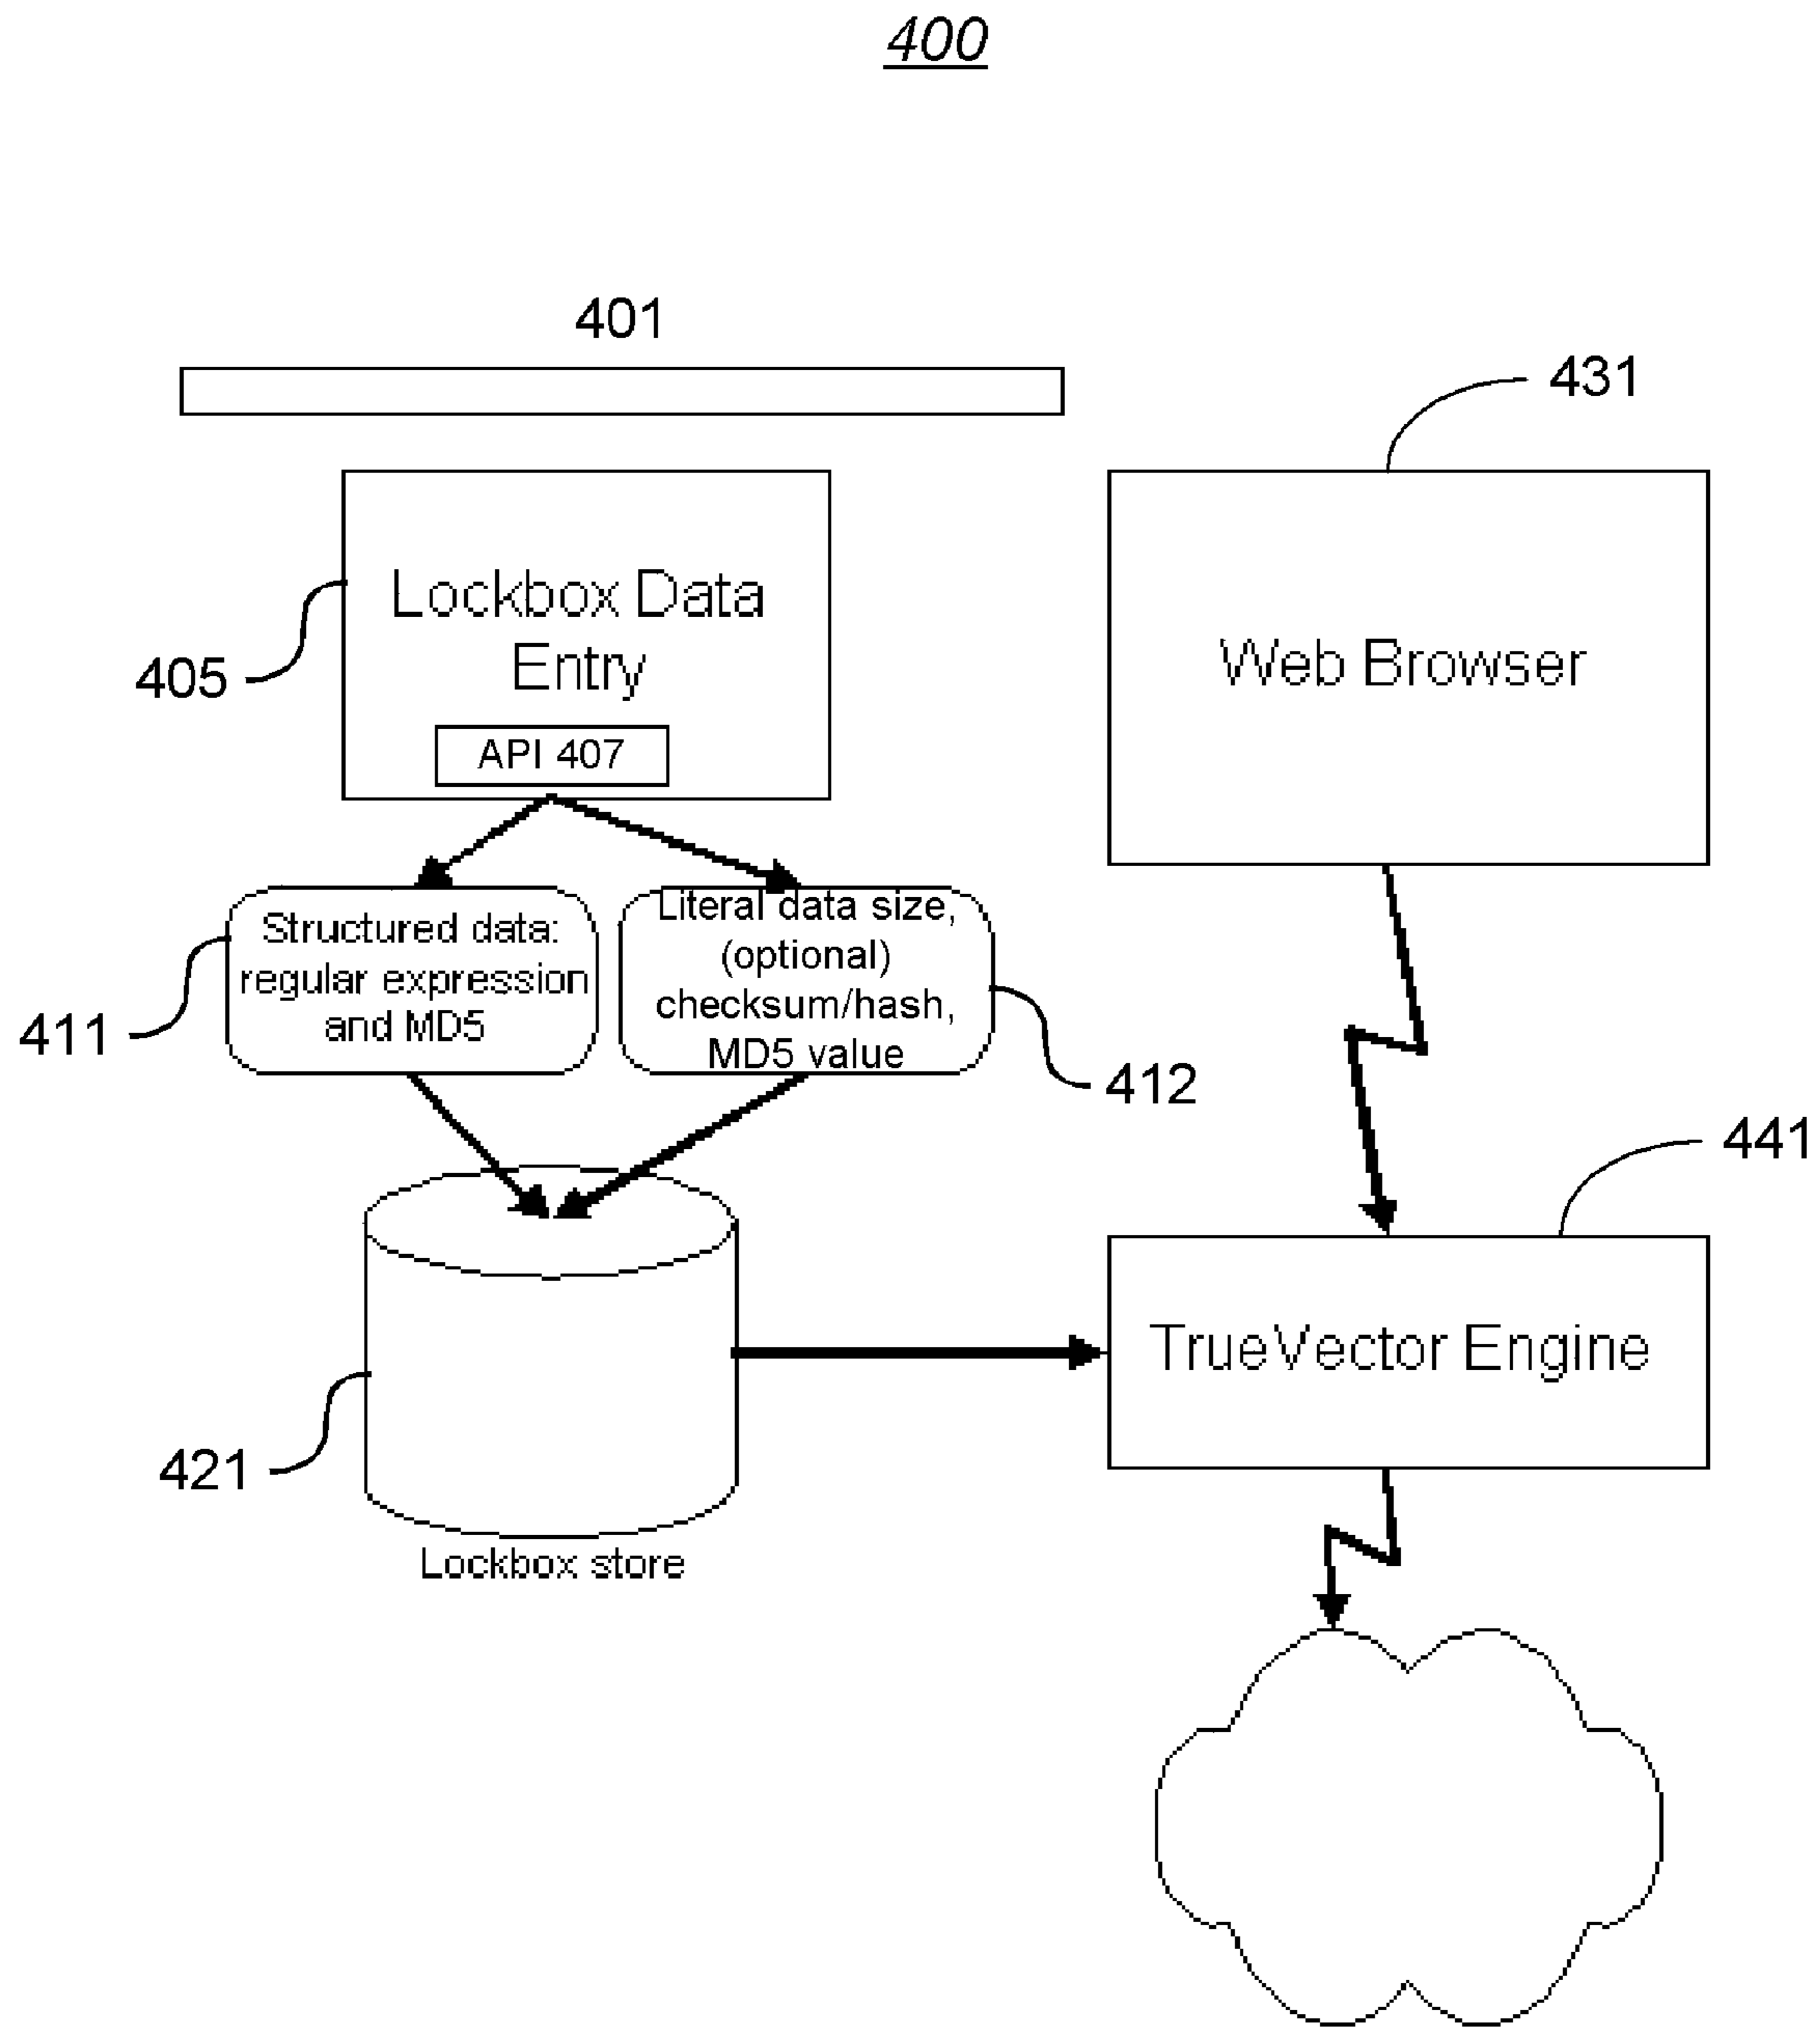 400
401
431
Lockbox Data
Entry
405
API 407
Web Browser
Structured data:
regular expression
and MD5
411
Literal data size,
(optional)
checksum/hash,
MD5 value
412
441
TrueVector Engine
421
Lockbox store